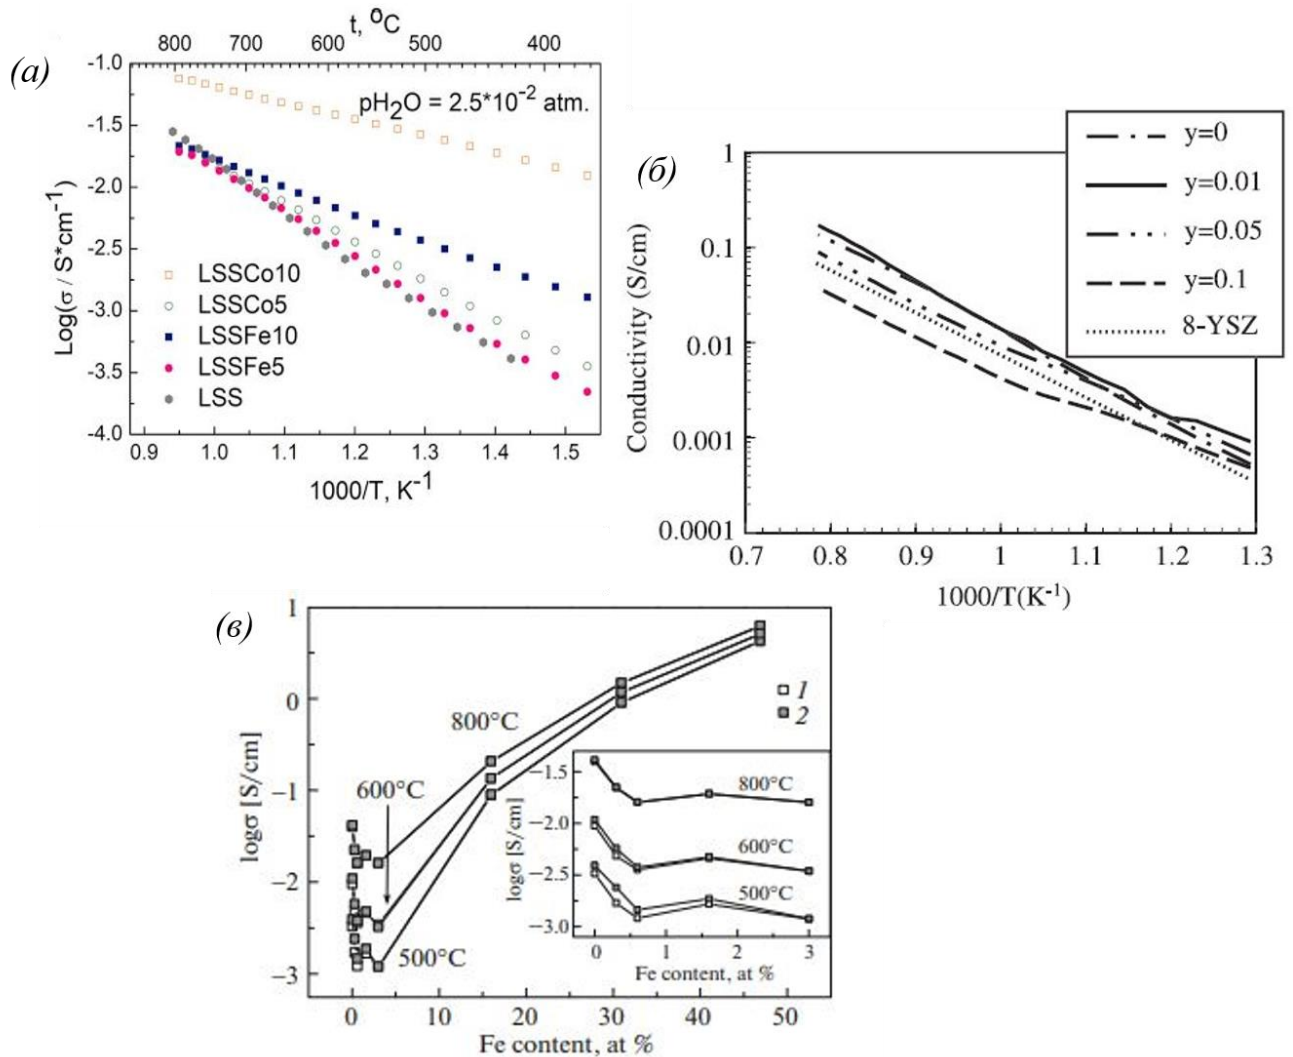 (а)
t, °C
800 700 600 500 400
-1.0
-1.5
-2.0
-2.5
-3.0
-3.5
-4.0
Log(σ / S*cm⁻¹)
pH₂O = 2.5*10⁻² atm.
LSSCo10
LSSCo5
LSSFe10
LSSFe5
LSS
0.9 1.0 1.1 1.2 1.3 1.4 1.5
1000/T, K⁻¹
(б)
1
0.1
0.01
0.001
0.0001
Conductivity (S/cm)
y=0
y=0.01
y=0.05
y=0.1
8-YSZ
0.7 0.8 0.9 1 1.1 1.2 1.3
1000/T(K⁻¹)
(в)
1
0
−1
−2
−3
logσ [S/cm]
800°C
600°C
500°C
1
2
−1.5
−2.0
−2.5
−3.0
logσ [S/cm]
800°C
600°C
500°C
0 1 2 3
Fe content, at %
0 10 20 30 40 50
Fe content, at %